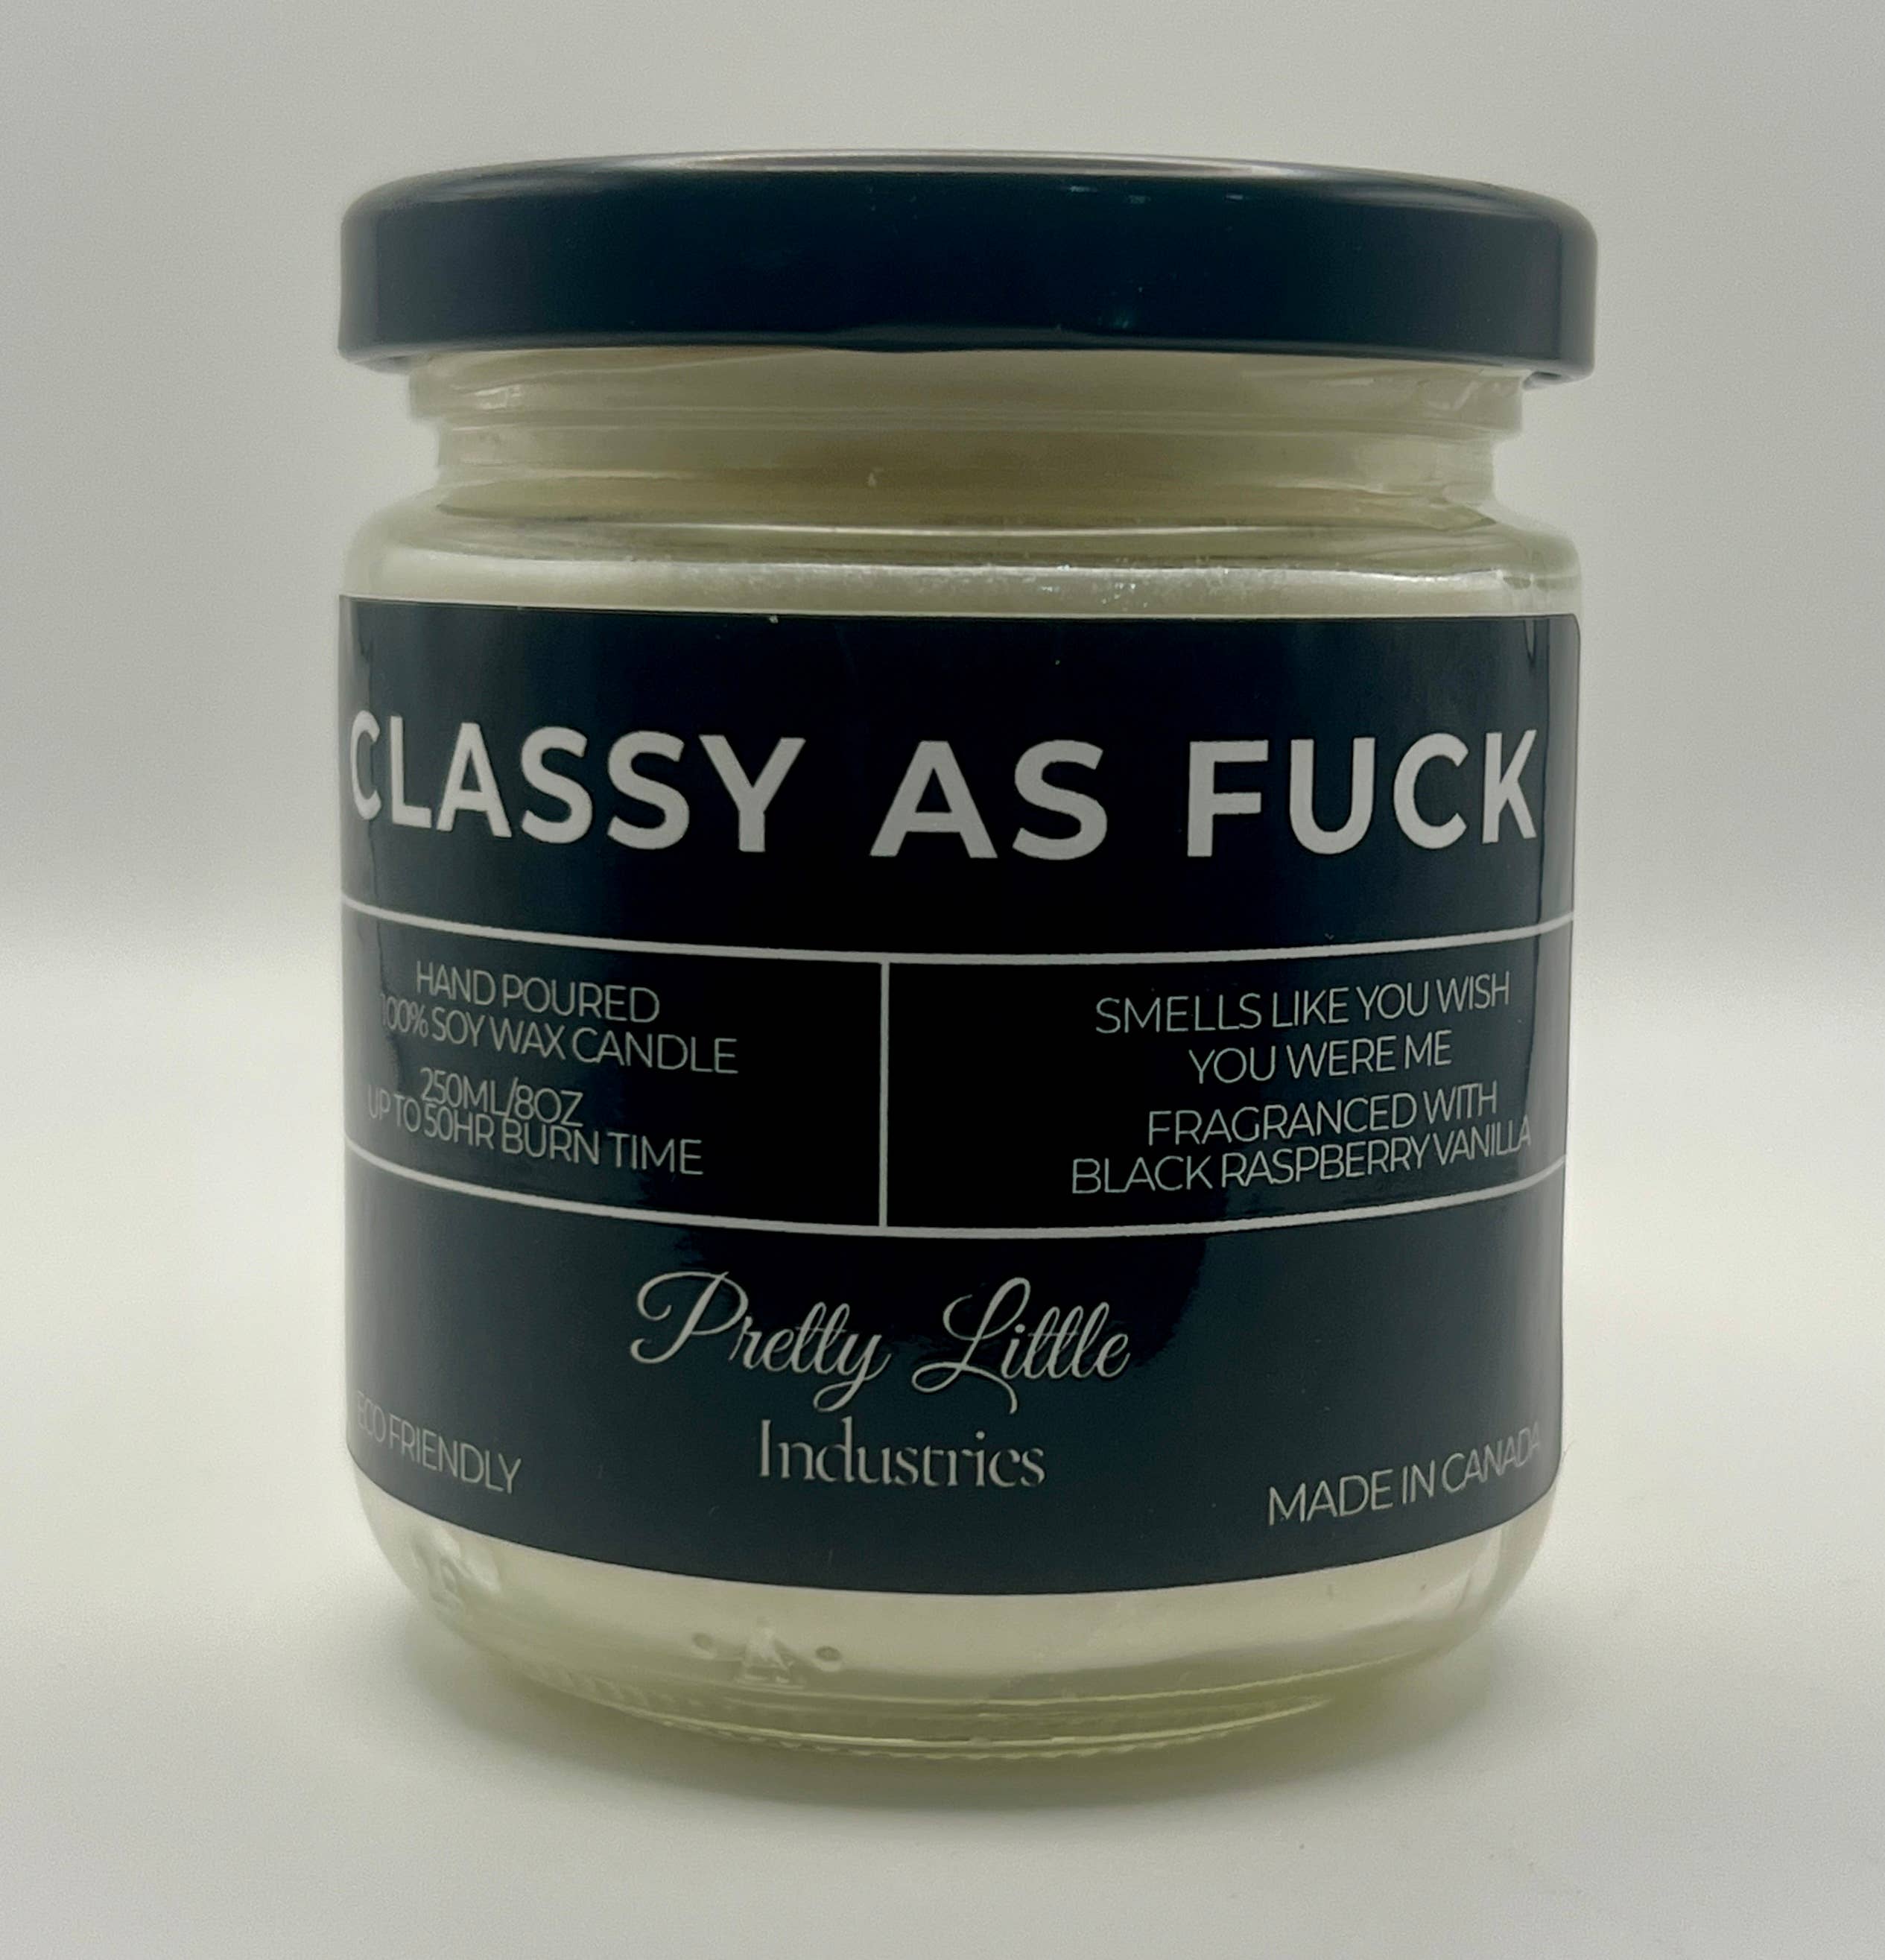 CLASSY AS FUCK
HAND POURED
100% SOY WAX CANDLE
250ML/8OZ
UP TO 50HR BURN TIME
SMELLS LIKE YOU WISH
YOU WERE ME
FRAGRANCED WITH
BLACK RASPBERRY VANILLA
Pretty Little
Industries
ECO FRIENDLY
MADE IN CANADA